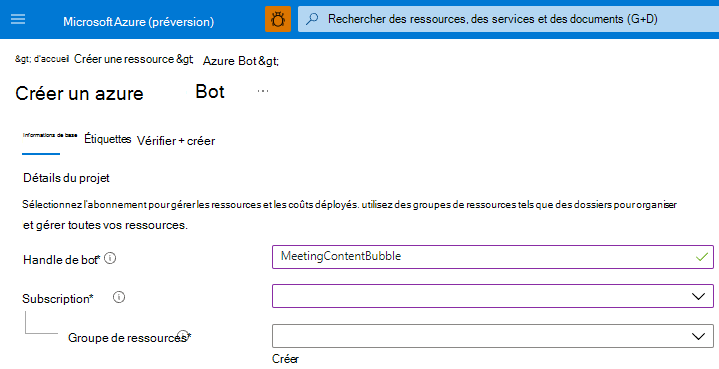 Microsoft Azure (préversion)
Rechercher des ressources, des services et des documents (G+D)
&gt; d'accueil Créer une ressource &gt; Azure Bot &gt;
Créer un azure Bot ...
Informations de base Étiquettes Vérifier + créer
Détails du projet
Sélectionnez l'abonnement pour gérer les ressources et les coûts déployés. utilisez des groupes de ressources tels que des dossiers pour organiser
et gérer toutes vos ressources.
Handle de bot* MeetingContentBubble
Subscription*
Groupe de ressources*
Créer